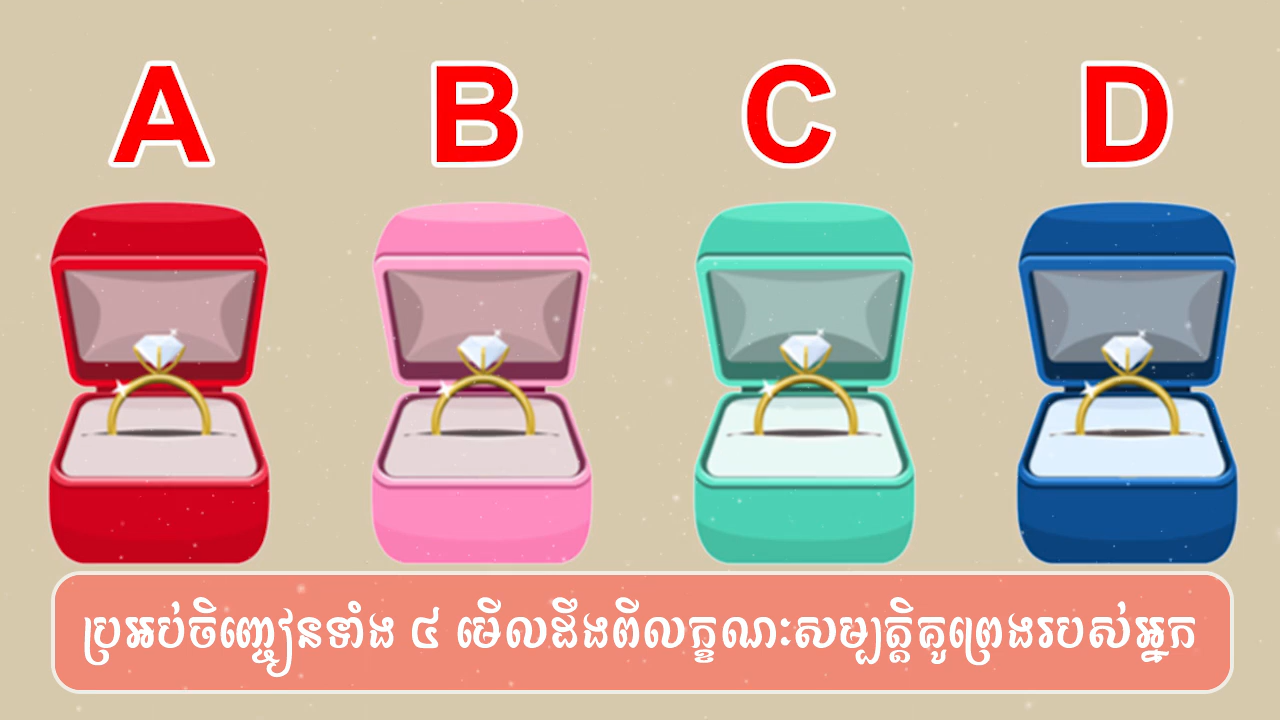 A B C D
ប្រអប់ចិញ្ចៀនទាំង ៤ មើលដឹងពីលក្ខណៈសម្បត្តិគូព្រេងរបស់អ្នក